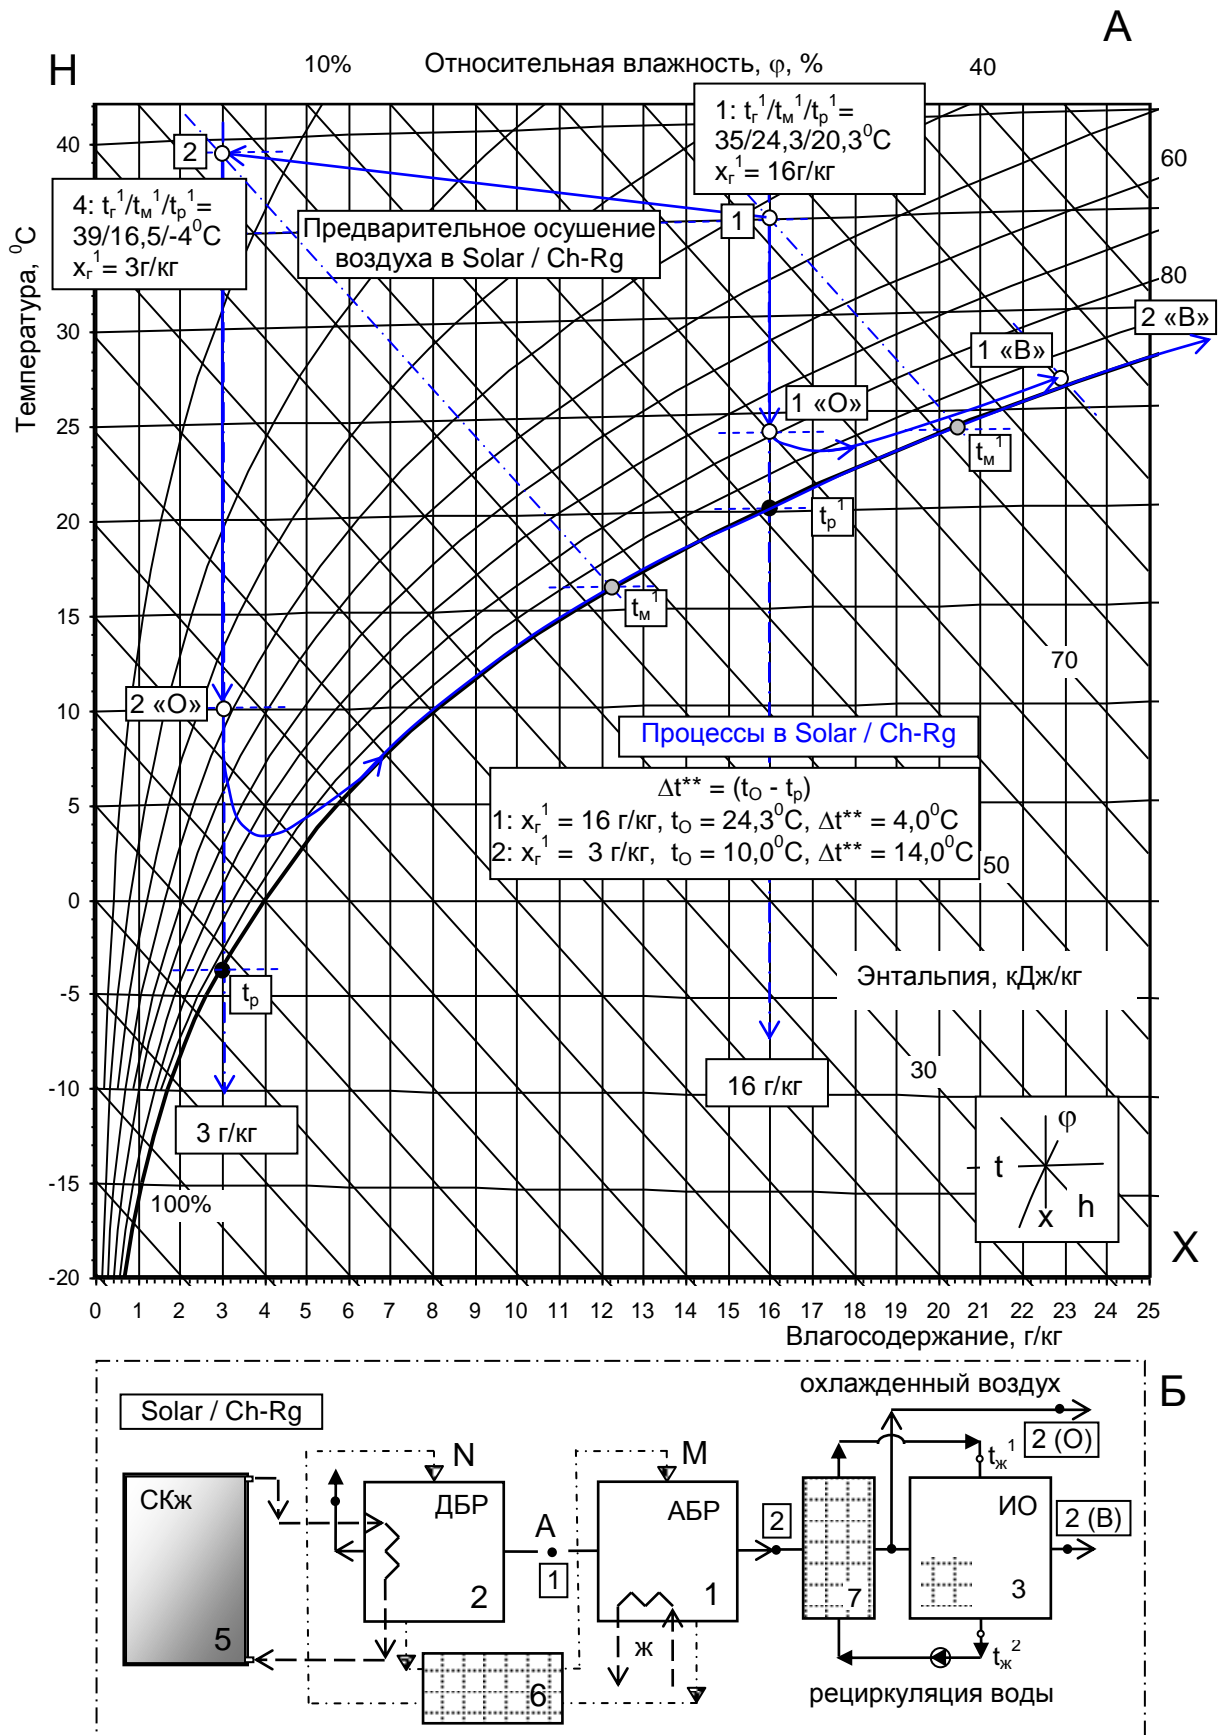 А
Н
10%
Относительная влажность, φ, %
40
1: tг¹/tм¹/tр¹=
35/24,3/20,3⁰С
xг¹= 16г/кг
40
2
60
4: tг¹/tм¹/tр¹=
39/16,5/-4⁰С
xг¹= 3г/кг
Предварительное осушение
воздуха в Solar / Ch-Rg
1
80
Температура, ⁰С
30
2 «В»
1 «В»
1 «О»
25
tм¹
20
tр¹
15
tм¹
70
2 «О»
10
Процессы в Solar / Ch-Rg
Δt** = (tО - tр)
1: xг¹ = 16 г/кг, tО = 24,3⁰С, Δt** = 4,0⁰С
2: xг¹ = 3 г/кг, tО = 10,0⁰С, Δt** = 14,0⁰С
5
50
0
Энтальпия, кДж/кг
-5
tр
30
16 г/кг
-10
3 г/кг
φ
t
h
x
-15
100%
Х
-20
0 1 2 3 4 5 6 7 8 9 10 11 12 13 14 15 16 17 18 19 20 21 22 23 24 25
Влагосодержание, г/кг
охлажденный воздух
Б
Solar / Ch-Rg
2 (О)
N
М
tж¹
СКж
ДБР
АБР
ИО
А
2
2 (В)
1
2
1
7
3
5
ж
tж²
6
рециркуляция воды